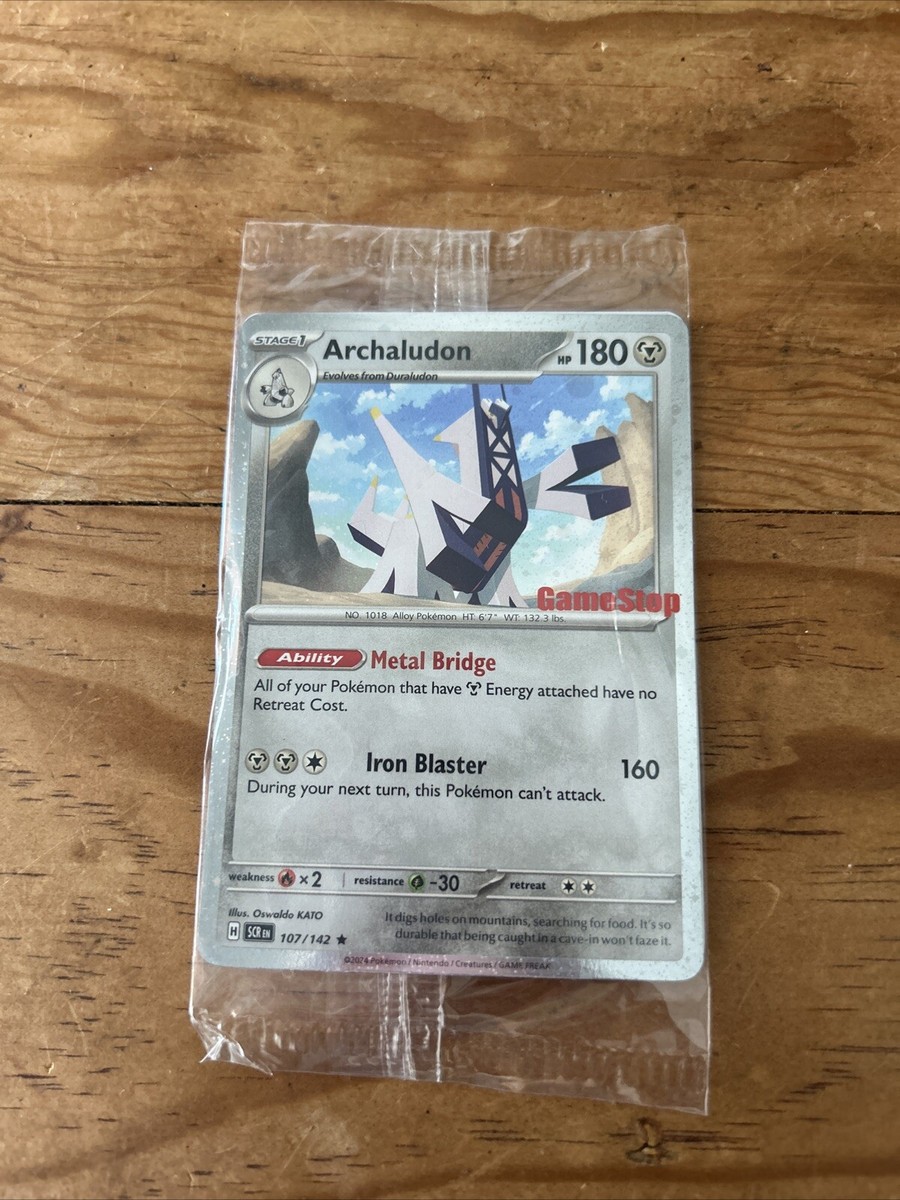 STAGE1
Archaludon
HP 180
Evolves from Duraludon
GameStop
NO. 1018 Alloy Pokémon HT: 6'7" WT: 132.3 lbs.
Ability Metal Bridge
All of your Pokémon that have Energy attached have no
Retreat Cost.
Iron Blaster 160
During your next turn, this Pokémon can't attack.
weakness ×2 resistance -30 retreat
Illus. Oswaldo KATO
H SCR EN 107/142 ★
It digs holes on mountains, searching for food. It's so
durable that being caught in a cave-in won't faze it.
©2024 Pokémon / Nintendo / Creatures / GAME FREAK